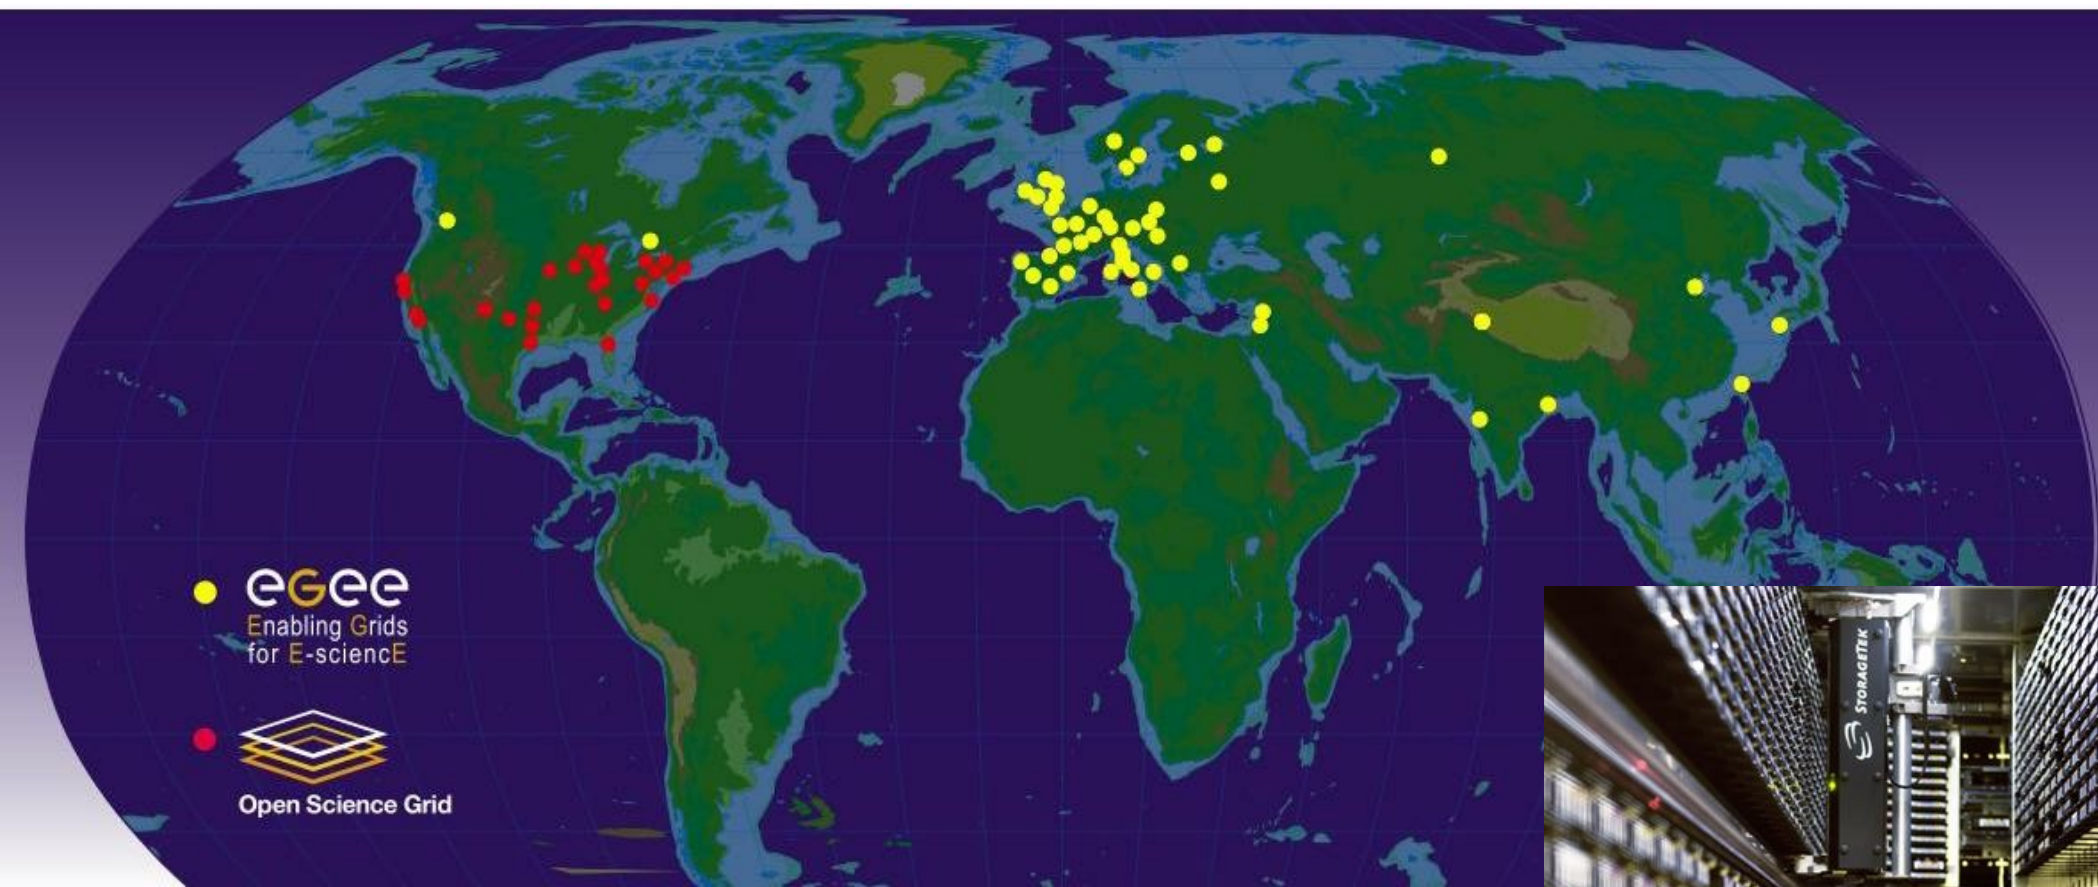 eGee
Enabling Grids
for E-sciencE
Open Science Grid
STORAGETEK